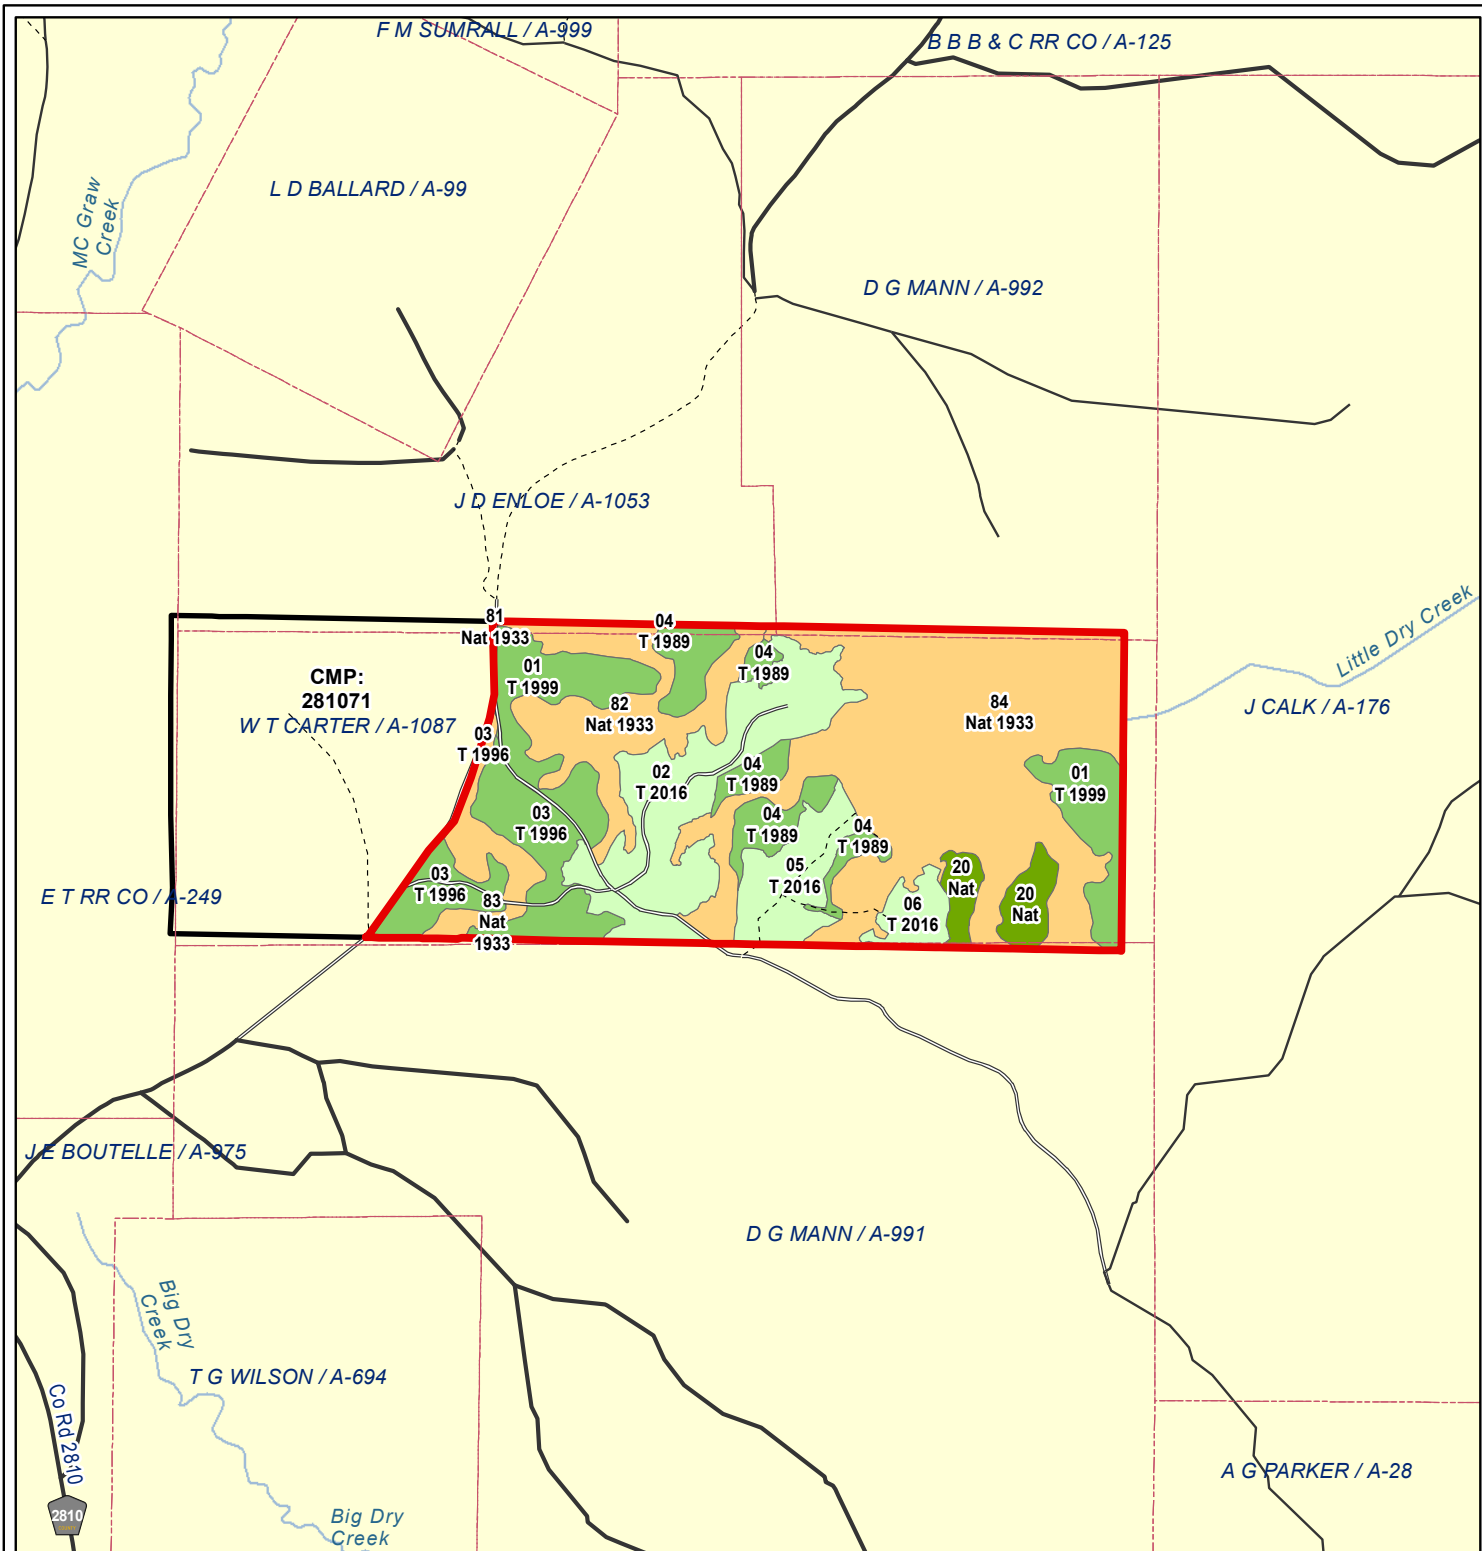 F M SUMRALL / A-999
B B B & C RR CO / A-125
L D BALLARD / A-99
MC Graw
Creek
D G MANN / A-992
J D ENLOE / A-1053
81
Nat 1933
04
T 1989
04
T 1989
01
T 1999
CMP:
281071
W T CARTER / A-1087
82
Nat 1933
84
Nat 1933
Little Dry Creek
J CALK / A-176
03
T 1996
02
T 2016
04
T 1989
01
T 1999
03
T 1996
04
T 1989
04
T 1989
03
T 1996
05
T 2016
20
Nat
20
Nat
06
T 2016
83
Nat
1933
E T RR CO / A-249
J E BOUTELLE / A-975
D G MANN / A-991
Big Dry
Creek
T G WILSON / A-694
Co Rd 2810
2810
A G PARKER / A-28
Big Dry
Creek